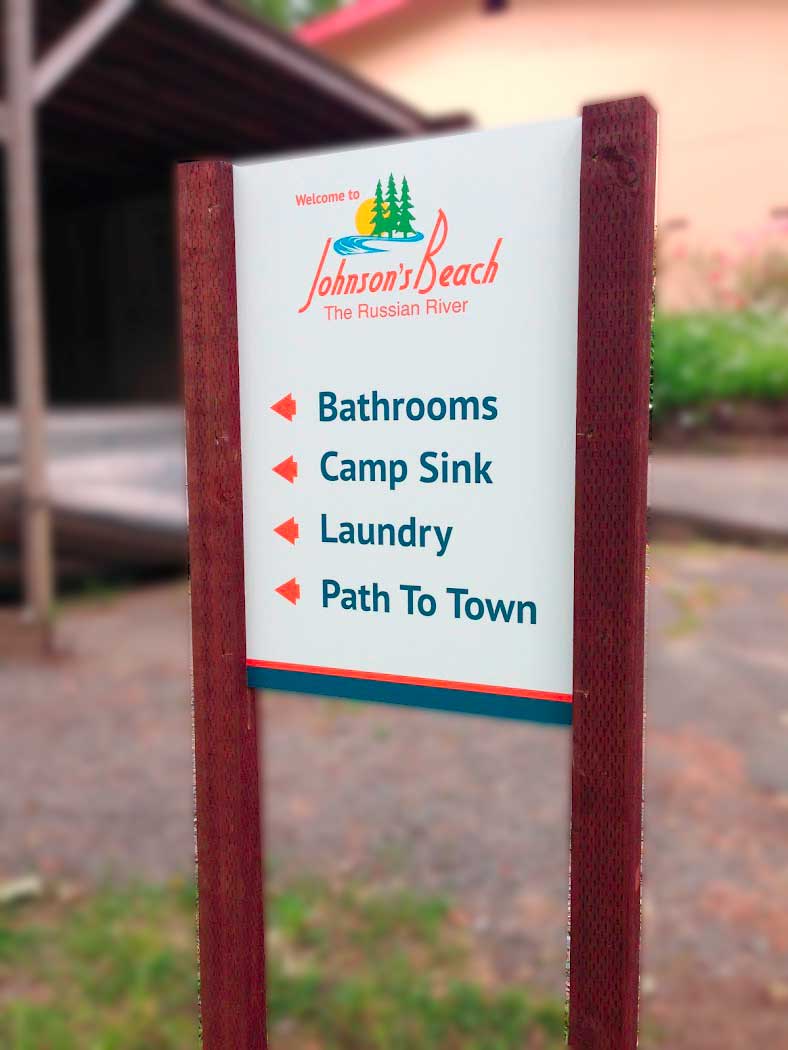 Welcome to
Johnson's Beach
The Russian River
Bathrooms
Camp Sink
Laundry
Path To Town